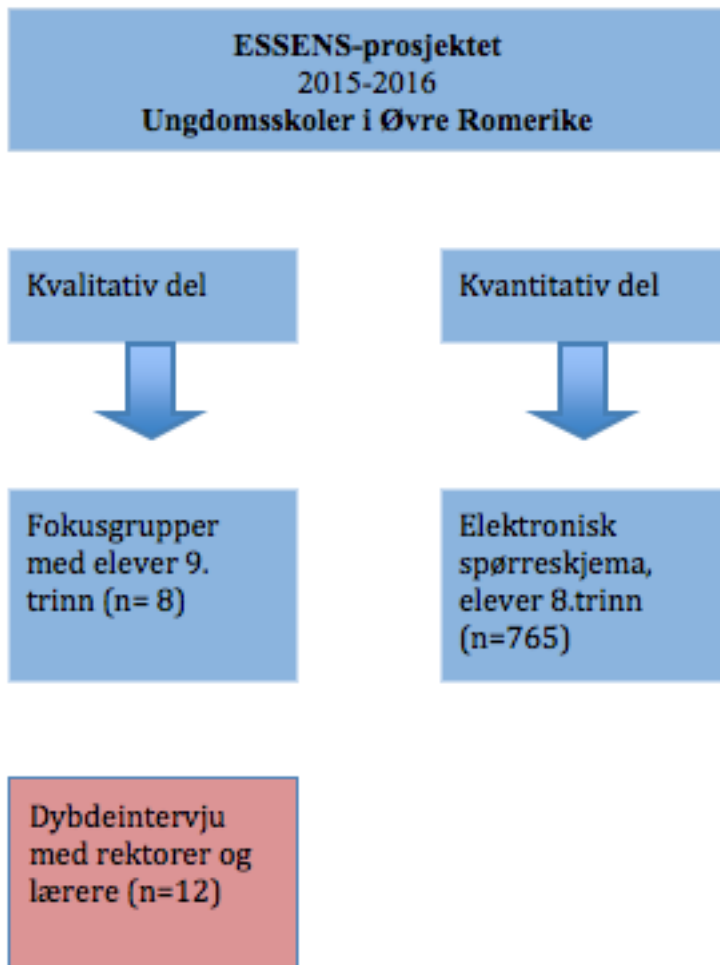 ESSENS-prosjektet
2015-2016
Ungdomsskoler i Øvre Romerike
Kvalitativ del
Kvantitativ del
Fokusgrupper
med elever 9.
trinn (n= 8)
Elektronisk
spørreskjema,
elever 8.trinn
(n=765)
Dybdeintervju
med rektorer og
lærere (n=12)